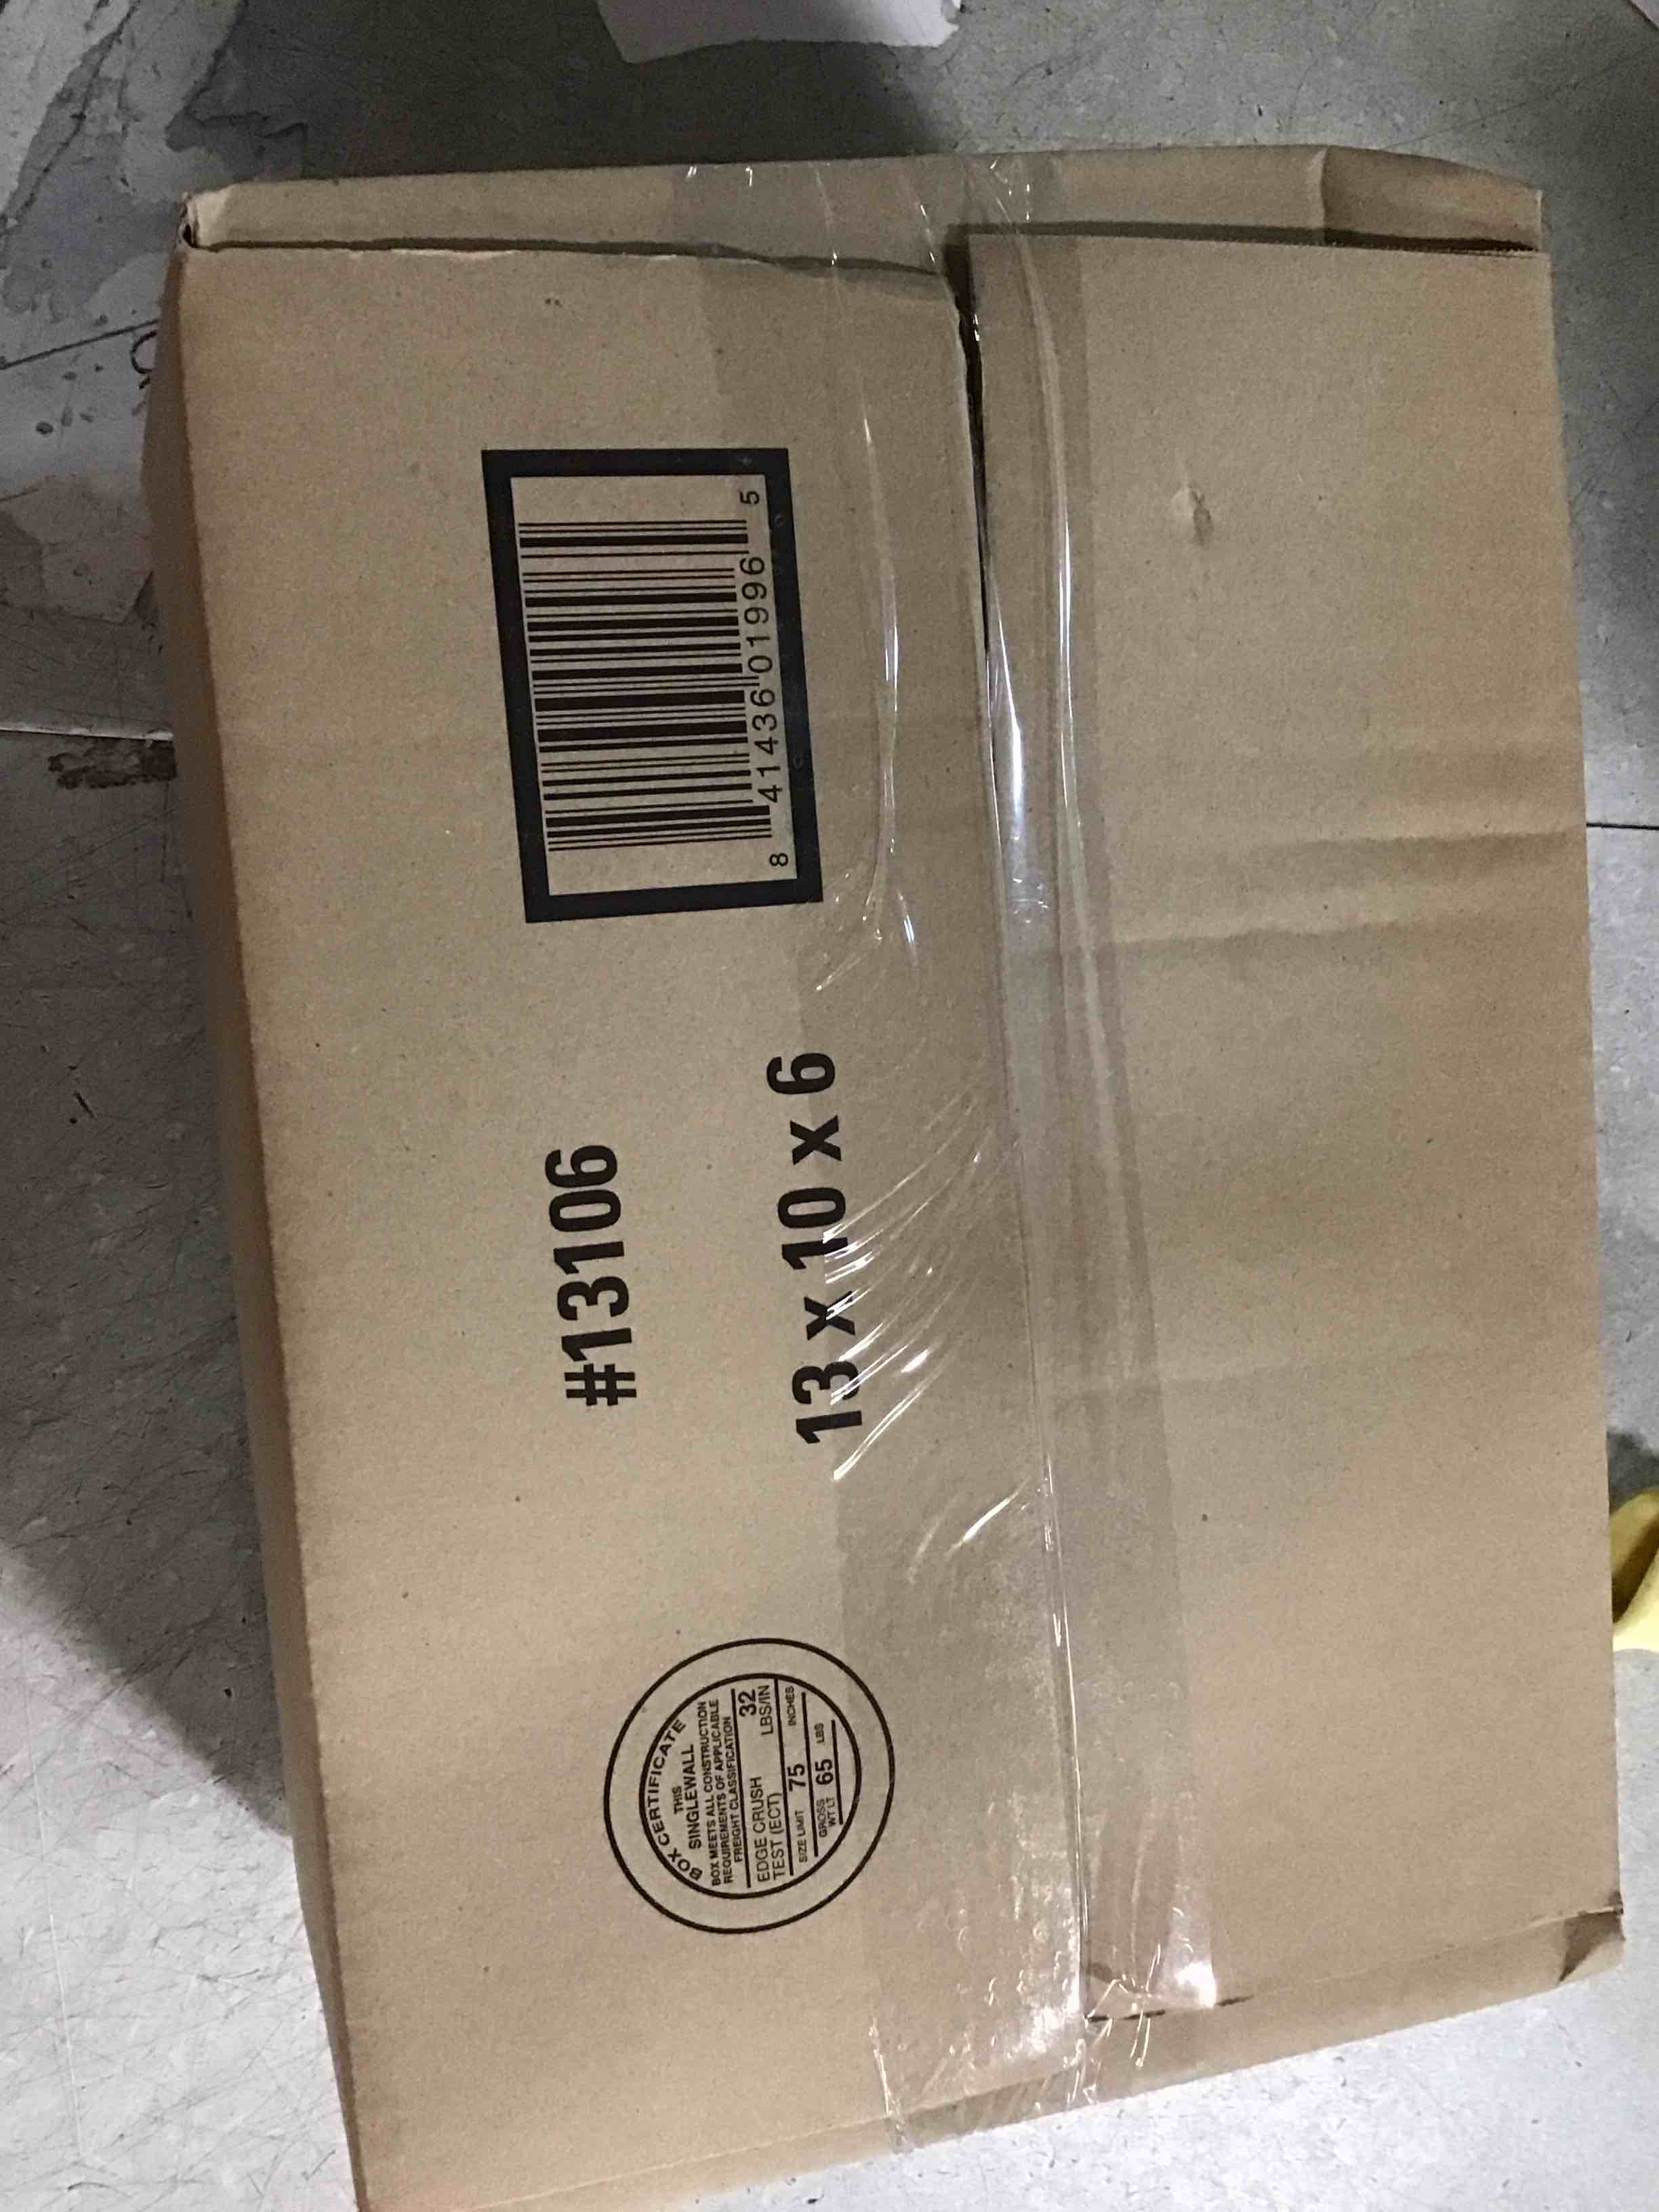 #13106
13 x 10 x 6
8 41436 01996 5
BOX CERTIFICATE
THIS
SINGLEWALL
BOX MEETS ALL CONSTRUCTION
REQUIREMENTS OF APPLICABLE
FREIGHT CLASSIFICATION
EDGE CRUSH 32
TEST (ECT) LBS/IN
SIZE LIMIT 75 INCHES
GROSS 65 LBS
WT LT